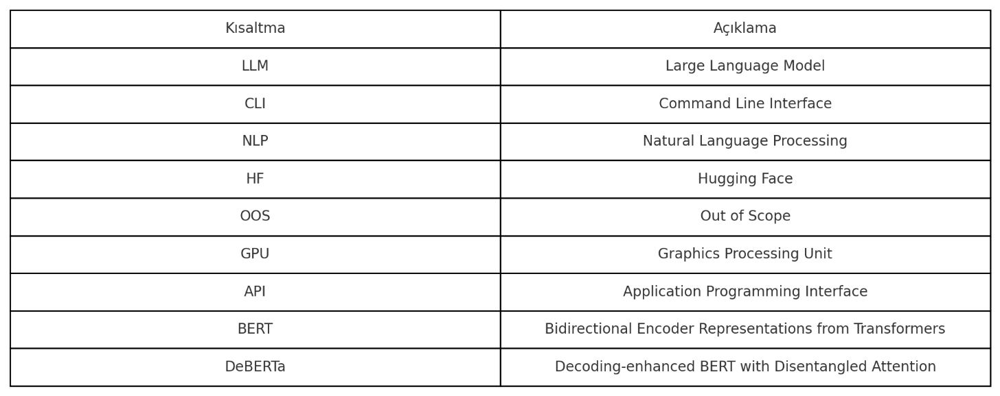 Kısaltma Açıklama
LLM Large Language Model
CLI Command Line Interface
NLP Natural Language Processing
HF Hugging Face
OOS Out of Scope
GPU Graphics Processing Unit
API Application Programming Interface
BERT Bidirectional Encoder Representations from Transformers
DeBERTa Decoding-enhanced BERT with Disentangled Attention